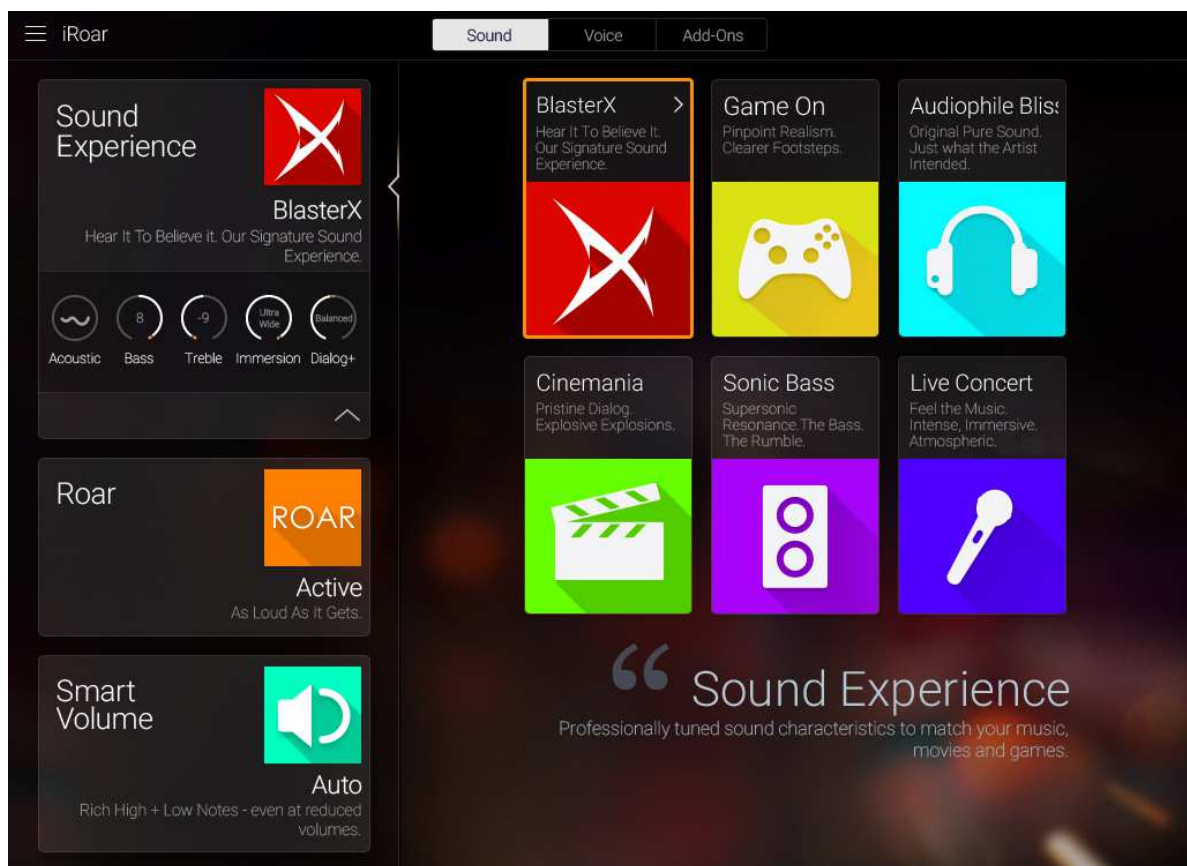 iRoar
Sound
Voice
Add-Ons
Sound
Experience
BlasterX
Hear It To Believe it. Our Signature Sound
Experience.
8
-9
Ultra
Wide
Balanced
Acoustic
Bass
Treble
Immersion
Dialog+
Roar
ROAR
Active
As Loud As It Gets.
Smart
Volume
Auto
Rich High + Low Notes - even at reduced
volumes.
BlasterX
Hear It To Believe It.
Our Signature Sound
Experience.
Game On
Pinpoint Realism.
Clearer Footsteps.
Audiophile Bliss
Original Pure Sound.
Just what the Artist
Intended.
Cinemania
Pristine Dialog.
Explosive Explosions.
Sonic Bass
Supersonic
Resonance.The Bass.
The Rumble.
Live Concert
Feel the Music.
Intense, Immersive.
Atmospheric.
“ Sound Experience
Professionally tuned sound characteristics to match your music,
movies and games.